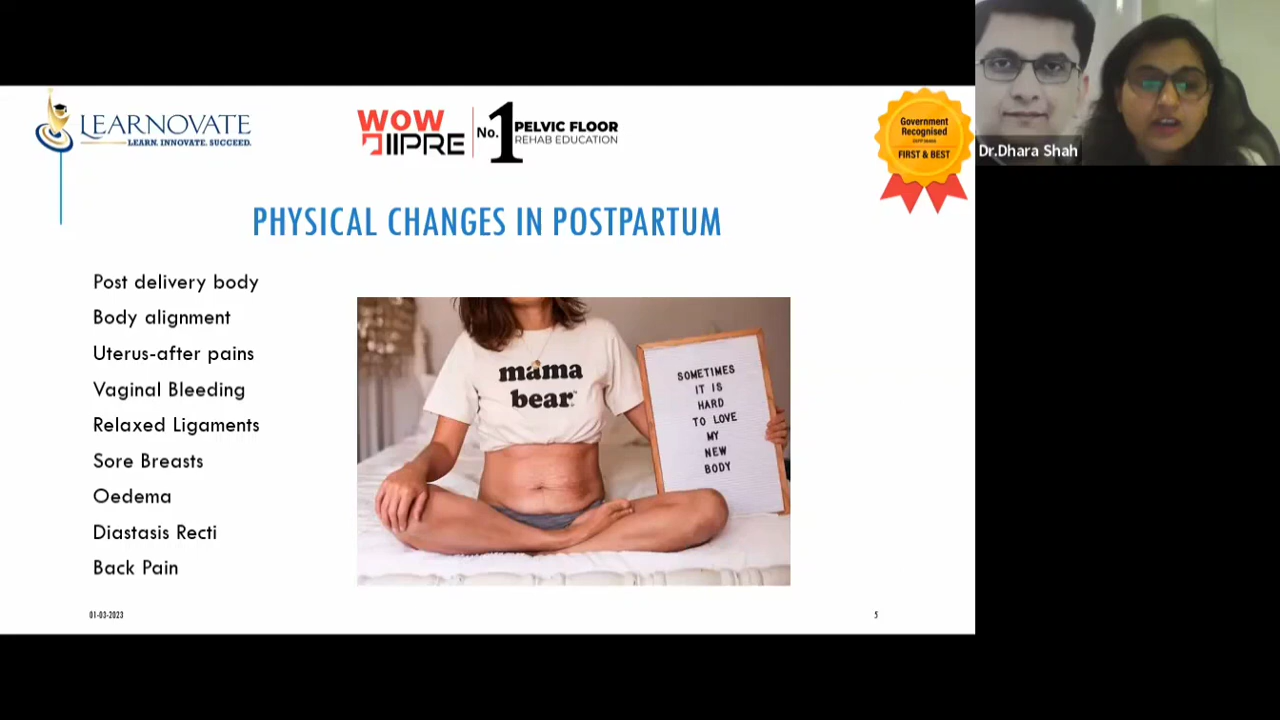 LEARNOVATE
LEARN. INNOVATE. SUCCEED.
WOW
IIPRE
No. 1
PELVIC FLOOR
REHAB EDUCATION
Government
Recognised
FIRST & BEST
Dr.Dhara Shah
PHYSICAL CHANGES IN POSTPARTUM
Post delivery body
Body alignment
Uterus-after pains
Vaginal Bleeding
Relaxed Ligaments
Sore Breasts
Oedema
Diastasis Recti
Back Pain
mama
bear
SOMETIMES
IT IS
HARD
TO LOVE
MY
NEW
BODY
01-03-2023
5